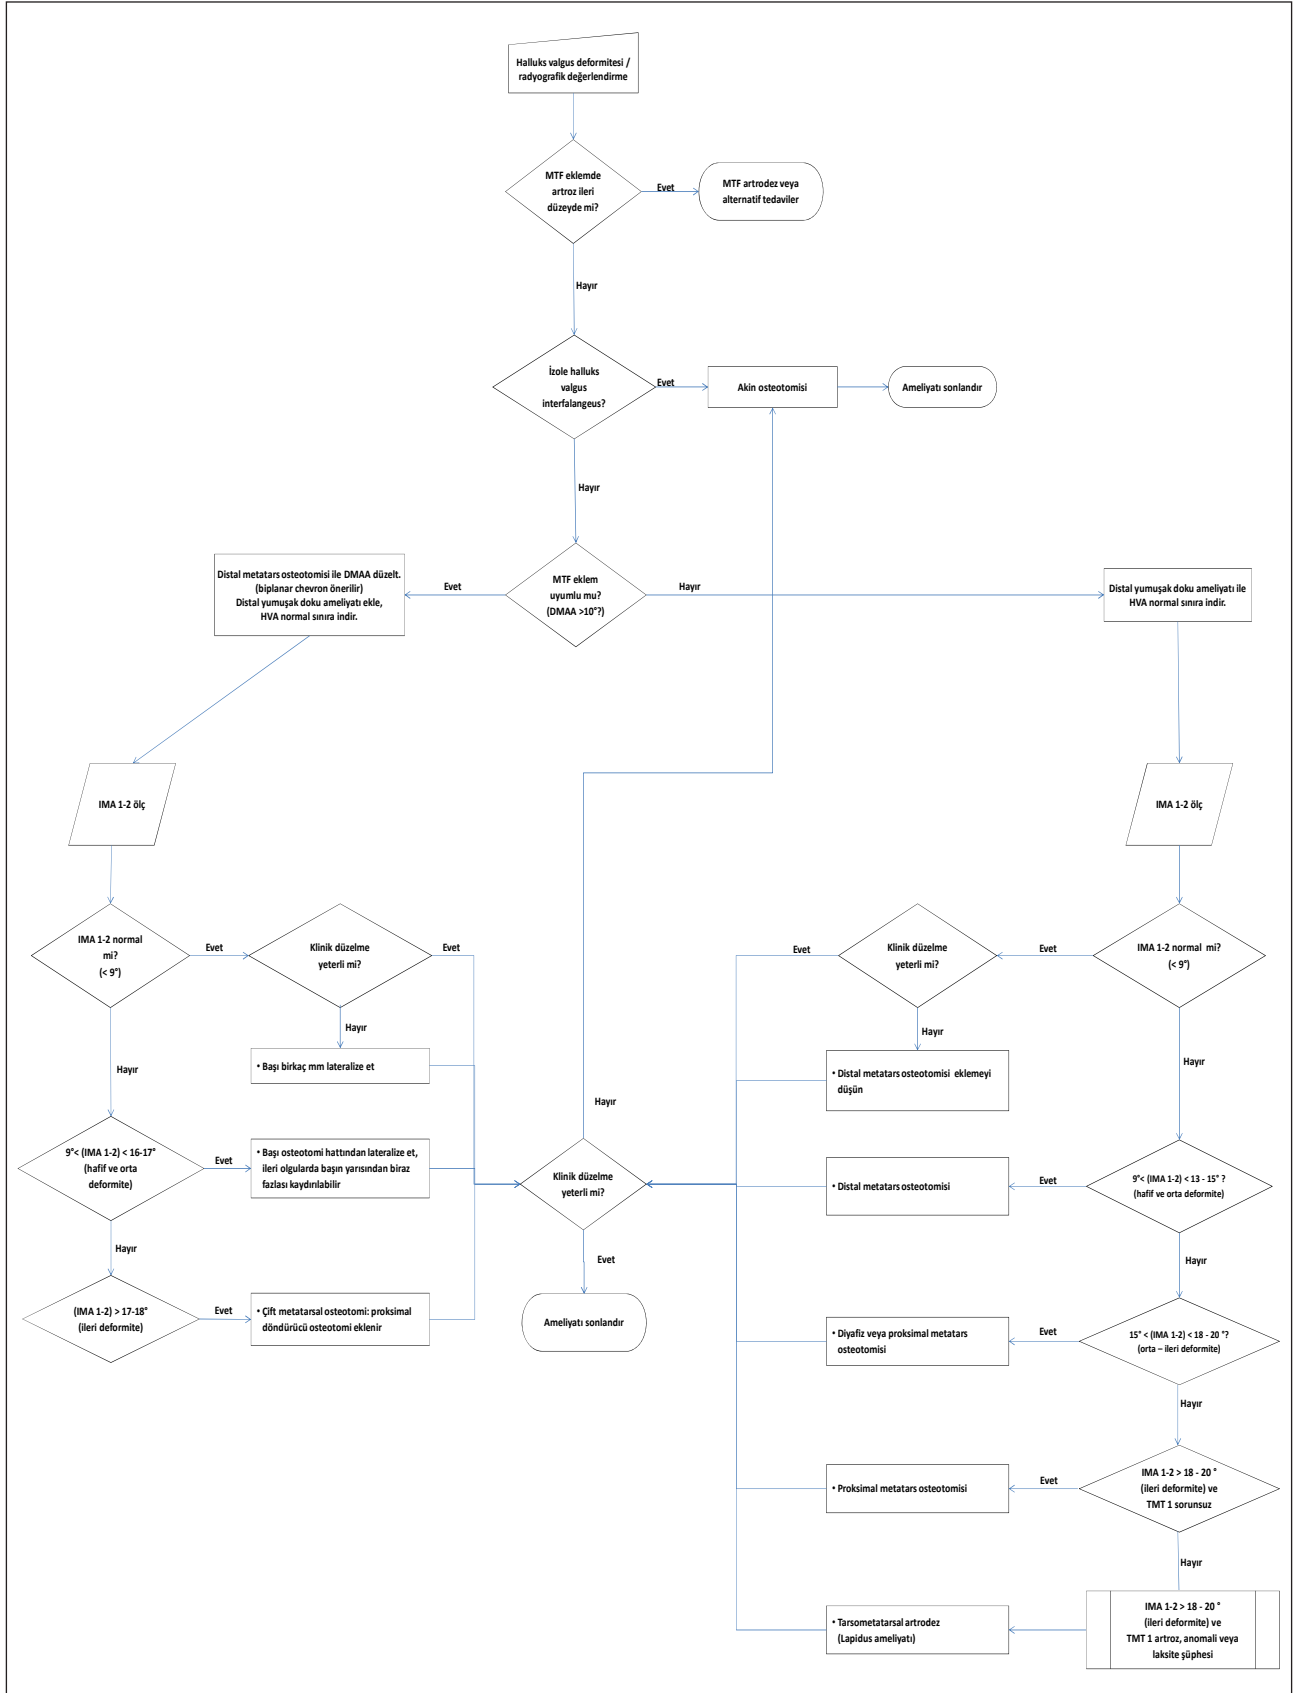 Halluks valgus deformitesi /
radyografik değerlendirme
MTF eklemde
artroz ileri
düzeyde mi?
Evet
MTF artrodez veya
alternatif tedaviler
Hayır
İzole halluks
valgus
interfalangeus?
Evet
Akin osteotomisi
Ameliyatı sonlandır
Hayır
MTF eklem
uyumlu mu?
(DMAA >10°?)
Evet
Distal metatars osteotomisi ile DMAA düzelt.
(biplanar chevron önerilir)
Distal yumuşak doku ameliyatı ekle,
HVA normal sınıra indir.
Hayır
Distal yumuşak doku ameliyatı ile
HVA normal sınıra indir.
IMA 1-2 ölç
IMA 1-2 normal
mi?
(< 9°)
Evet
Klinik düzelme
yeterli mi?
Evet
Hayır
• Başı birkaç mm lateralize et
Hayır
9°< (IMA 1-2) < 16-17°
(hafif ve orta
deformite)
Evet
• Başı osteotomi hattından lateralize et,
ileri olgularda başın yarısından biraz
fazlası kaydırılabilir
Hayır
(IMA 1-2) > 17-18°
(ileri deformite)
Evet
• Çift metatarsal osteotomi: proksimal
döndürücü osteotomi eklenir
Hayır
Klinik düzelme
yeterli mi?
Evet
Ameliyatı sonlandır
IMA 1-2 ölç
IMA 1-2 normal mi?
(< 9°)
Evet
Klinik düzelme
yeterli mi?
Evet
Hayır
• Distal metatars osteotomisi eklemeyi
düşün
Hayır
9°< (IMA 1-2) < 13 - 15° ?
(hafif ve orta deformite)
Evet
• Distal metatars osteotomisi
Hayır
15° < (IMA 1-2) < 18 - 20 °?
(orta – ileri deformite)
Evet
• Diyafiz veya proksimal metatars
osteotomisi
Hayır
IMA 1-2 > 18 - 20 °
(ileri deformite) ve
TMT 1 sorunsuz
Evet
• Proksimal metatars osteotomisi
Hayır
IMA 1-2 > 18 - 20 °
(ileri deformite) ve
TMT 1 artroz, anomali veya
laksite şüphesi
• Tarsometatarsal artrodez
(Lapidus ameliyatı)